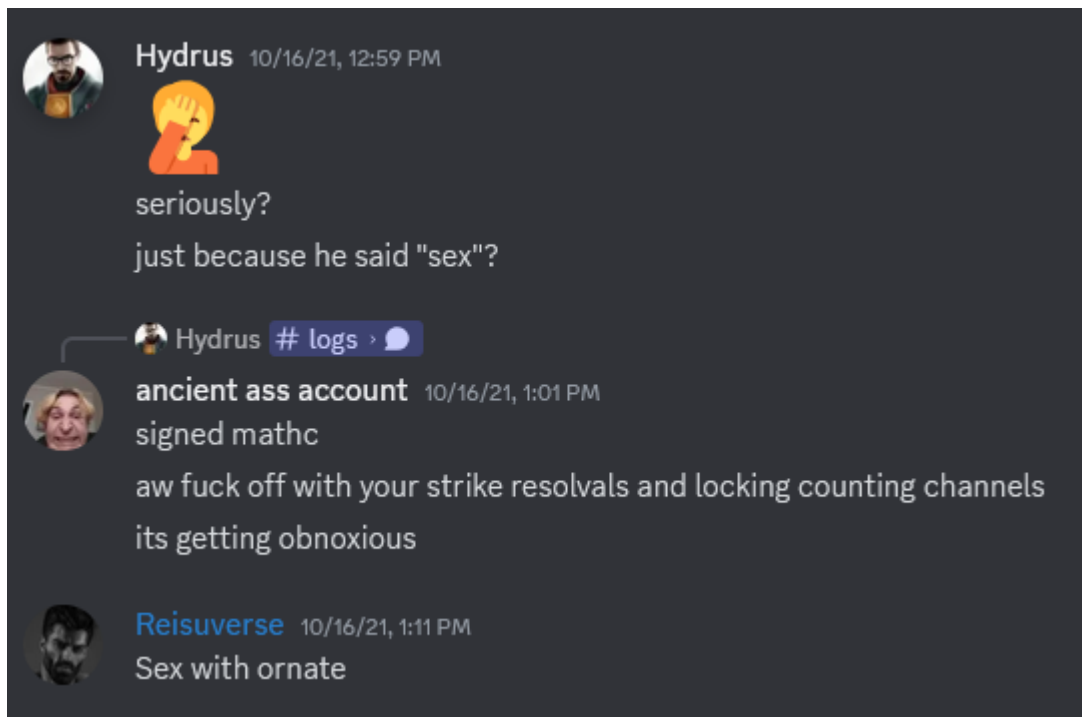 Hydrus 10/16/21, 12:59 PM
seriously?
just because he said "sex"?
Hydrus # logs ›
ancient ass account 10/16/21, 1:01 PM
signed mathc
aw fuck off with your strike resolvals and locking counting channels
its getting obnoxious
Reisuverse 10/16/21, 1:11 PM
Sex with ornate